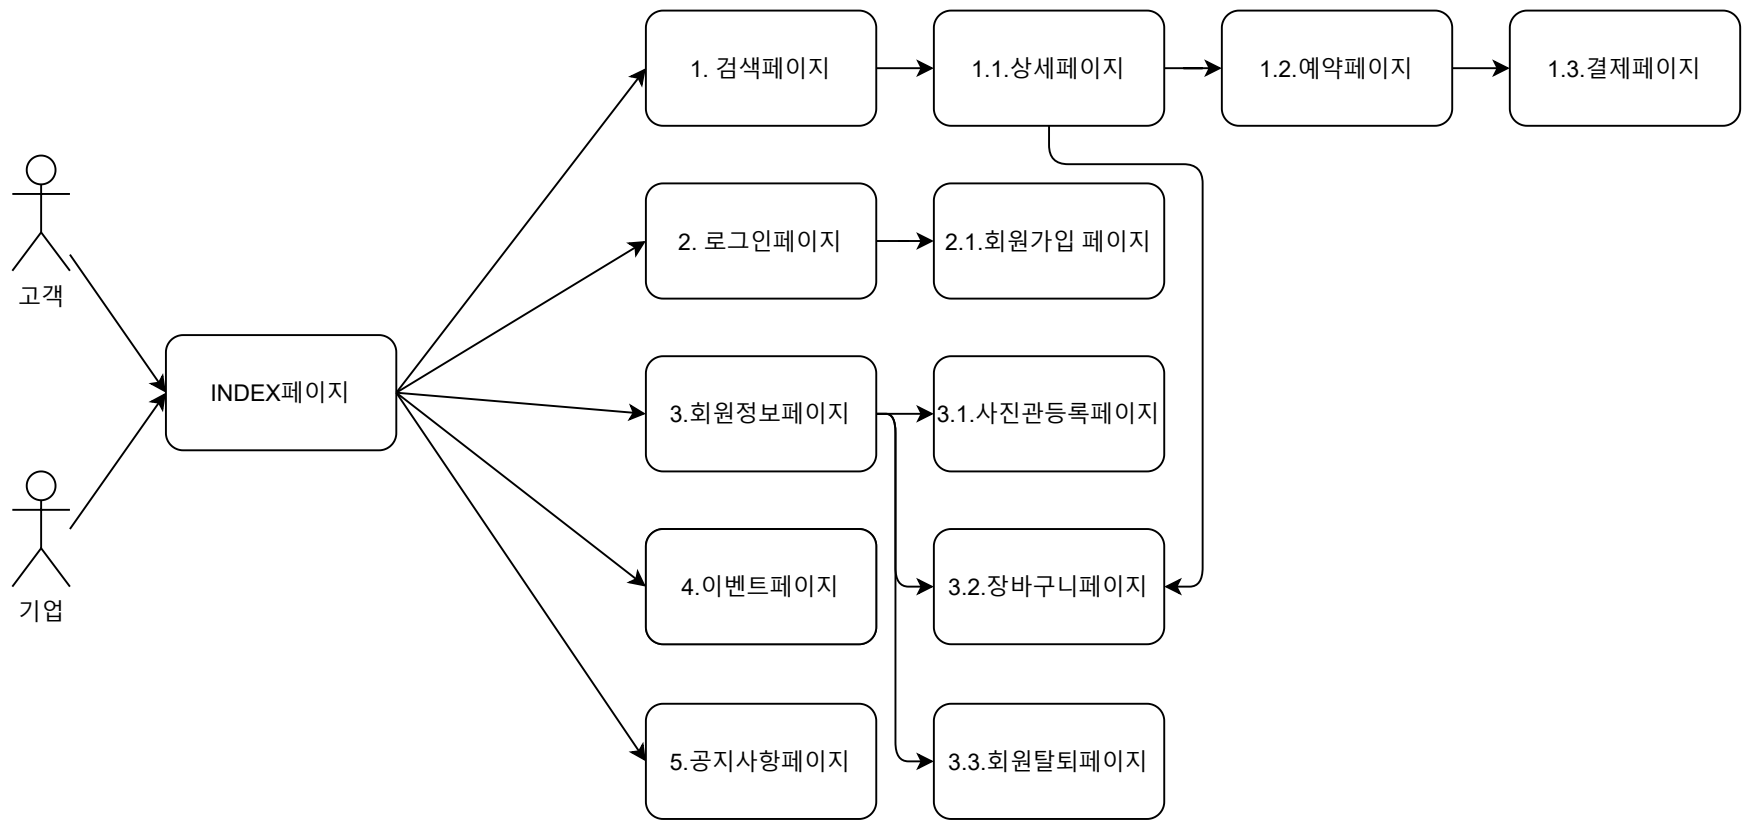 1. 검색페이지
1.1.상세페이지
1.2.예약페이지
1.3.결제페이지
고객
2. 로그인페이지
2.1.회원가입 페이지
INDEX페이지
3.회원정보페이지
3.1.사진관등록페이지
기업
4.이벤트페이지
3.2.장바구니페이지
5.공지사항페이지
3.3.회원탈퇴페이지